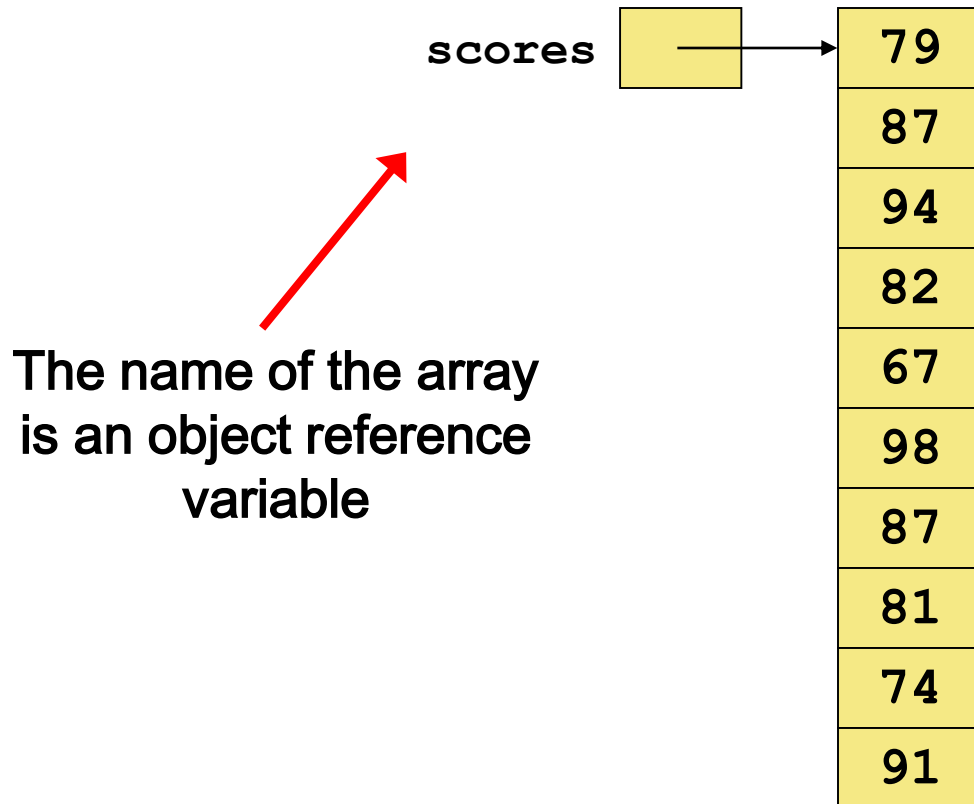 scores
79
87
94
82
67
98
87
81
74
91
The name of the array
is an object reference
variable